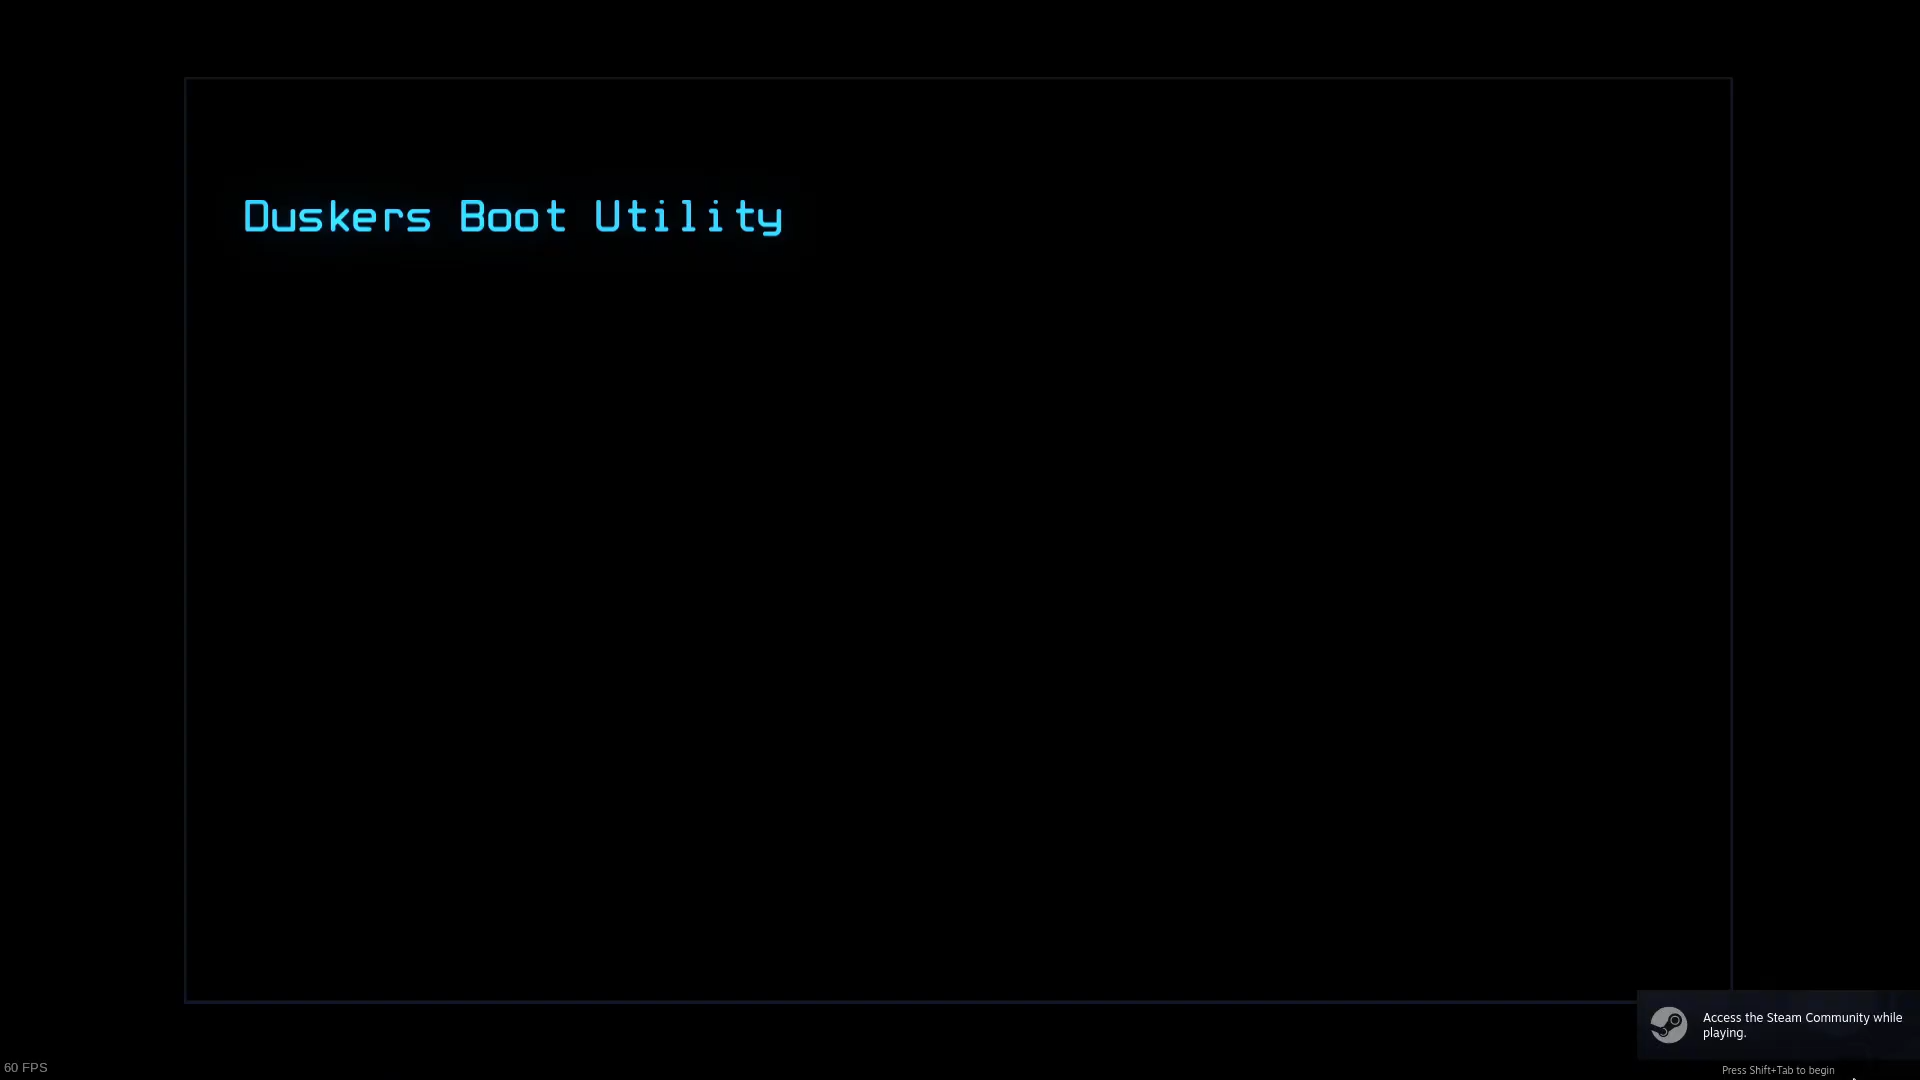 Duskers Boot Utility
Access the Steam Community while
playing.
Press Shift+Tab to begin
60 FPS